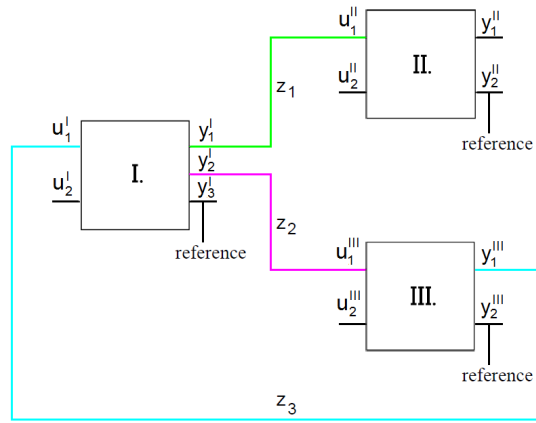 u₁ᴵᴵ
y₁ᴵᴵ
II.
u₂ᴵᴵ
y₂ᴵᴵ
z₁
reference
u₁ᴵ
y₁ᴵ
I.
y₂ᴵ
u₂ᴵ
y₃ᴵ
z₂
reference
u₁ᴵᴵᴵ
y₁ᴵᴵᴵ
III.
u₂ᴵᴵᴵ
y₂ᴵᴵᴵ
reference
z₃